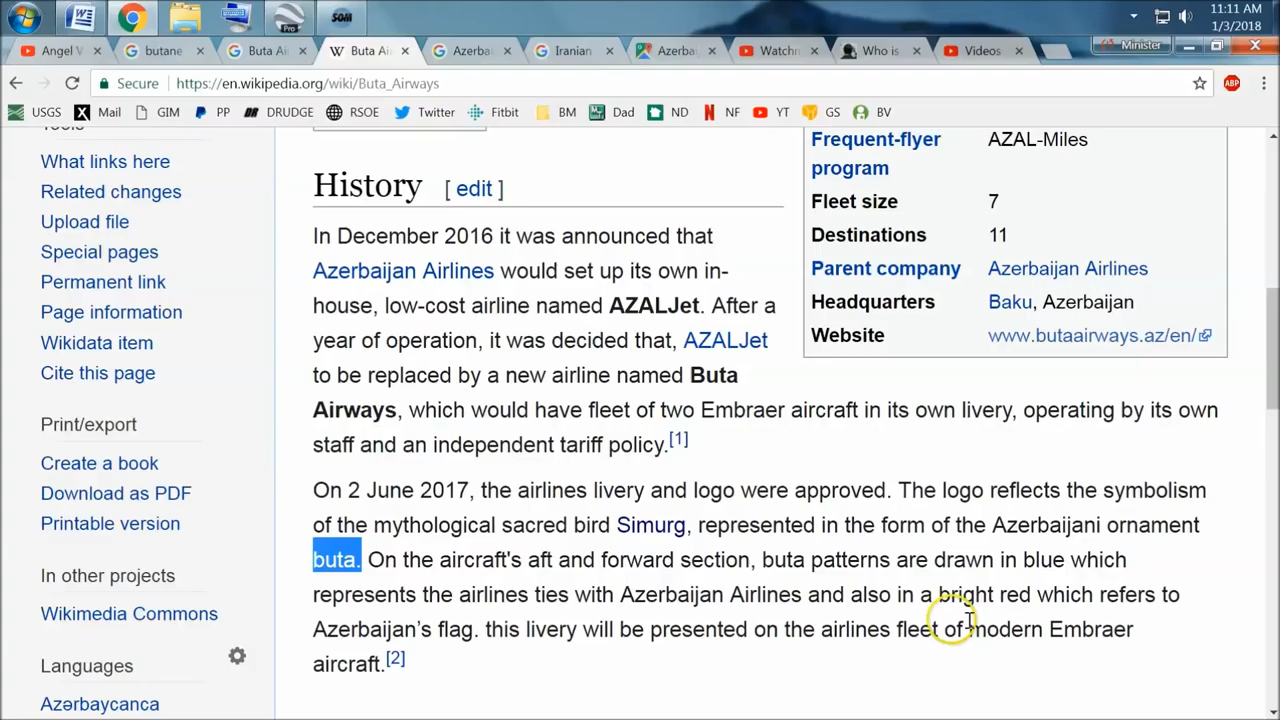 11:11 AM
1/3/2018
Pro
SOM
Angel V
butane
Buta Ai
Buta Ai
Azerbai
Iranian
Azerbai
Watchm
Who is
Videos
Minister
Secure
https://en.wikipedia.org/wiki/Buta_Airways
ABP
USGS Mail GIM PP DRUDGE RSOE Twitter Fitbit BM Dad ND NF YT GS BV
Tools
What links here
Related changes
Upload file
Special pages
Permanent link
Page information
Wikidata item
Cite this page
Print/export
Create a book
Download as PDF
Printable version
In other projects
Wikimedia Commons
Languages
Azərbaycanca
Frequent-flyer program AZAL-Miles
Fleet size 7
Destinations 11
Parent company Azerbaijan Airlines
Headquarters Baku, Azerbaijan
Website www.butaairways.az/en/
History [ edit ]
In December 2016 it was announced that
Azerbaijan Airlines would set up its own in-
house, low-cost airline named AZALJet. After a
year of operation, it was decided that, AZALJet
to be replaced by a new airline named Buta
Airways, which would have fleet of two Embraer aircraft in its own livery, operating by its own
staff and an independent tariff policy.[1]
On 2 June 2017, the airlines livery and logo were approved. The logo reflects the symbolism
of the mythological sacred bird Simurg, represented in the form of the Azerbaijani ornament
buta. On the aircraft's aft and forward section, buta patterns are drawn in blue which
represents the airlines ties with Azerbaijan Airlines and also in a bright red which refers to
Azerbaijan’s flag. this livery will be presented on the airlines fleet of modern Embraer
aircraft.[2]